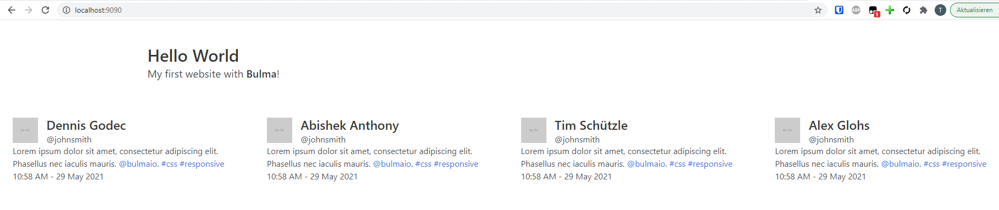 localhost:9090
ABP
1
T
Aktualisieren
Hello World
My first website with Bulma!
Dennis Godec
@johnsmith
Lorem ipsum dolor sit amet, consectetur adipiscing elit.
Phasellus nec iaculis mauris. @bulmaio. #css #responsive
10:58 AM - 29 May 2021
Abishek Anthony
@johnsmith
Lorem ipsum dolor sit amet, consectetur adipiscing elit.
Phasellus nec iaculis mauris. @bulmaio. #css #responsive
10:58 AM - 29 May 2021
Tim Schützle
@johnsmith
Lorem ipsum dolor sit amet, consectetur adipiscing elit.
Phasellus nec iaculis mauris. @bulmaio. #css #responsive
10:58 AM - 29 May 2021
Alex Glohs
@johnsmith
Lorem ipsum dolor sit amet, consectetur adipiscing elit.
Phasellus nec iaculis mauris. @bulmaio. #css #responsive
10:58 AM - 29 May 2021